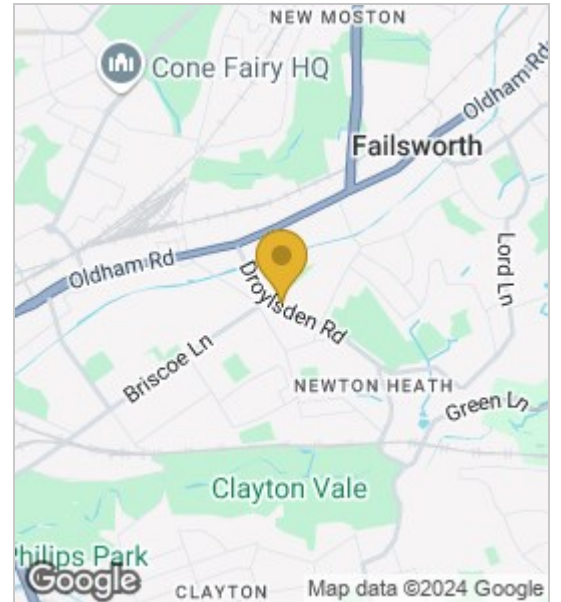 NEW MOSTON
Cone Fairy HQ
Oldham Rd
Failsworth
Lord Ln
Oldham Rd
Droylsden Rd
Briscoe Ln
NEWTON HEATH
Green Ln
Clayton Vale
Philips Park
CLAYTON
Google
Map data ©2024 Google